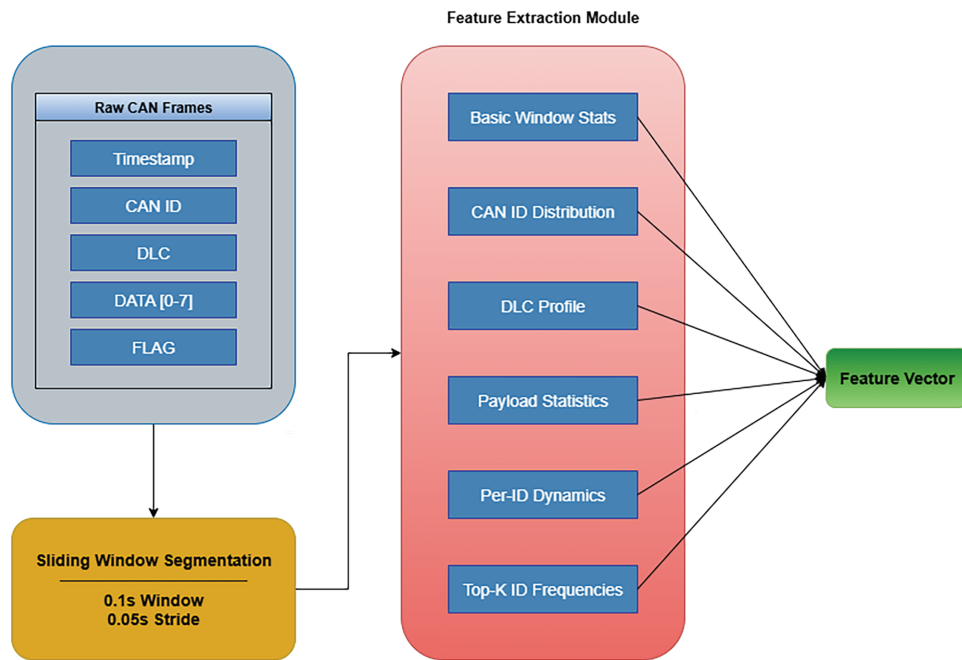 Feature Extraction Module
Raw CAN Frames
Timestamp
CAN ID
DLC
DATA [0-7]
FLAG
Sliding Window Segmentation
0.1s Window
0.05s Stride
Basic Window Stats
CAN ID Distribution
DLC Profile
Payload Statistics
Per-ID Dynamics
Top-K ID Frequencies
Feature Vector